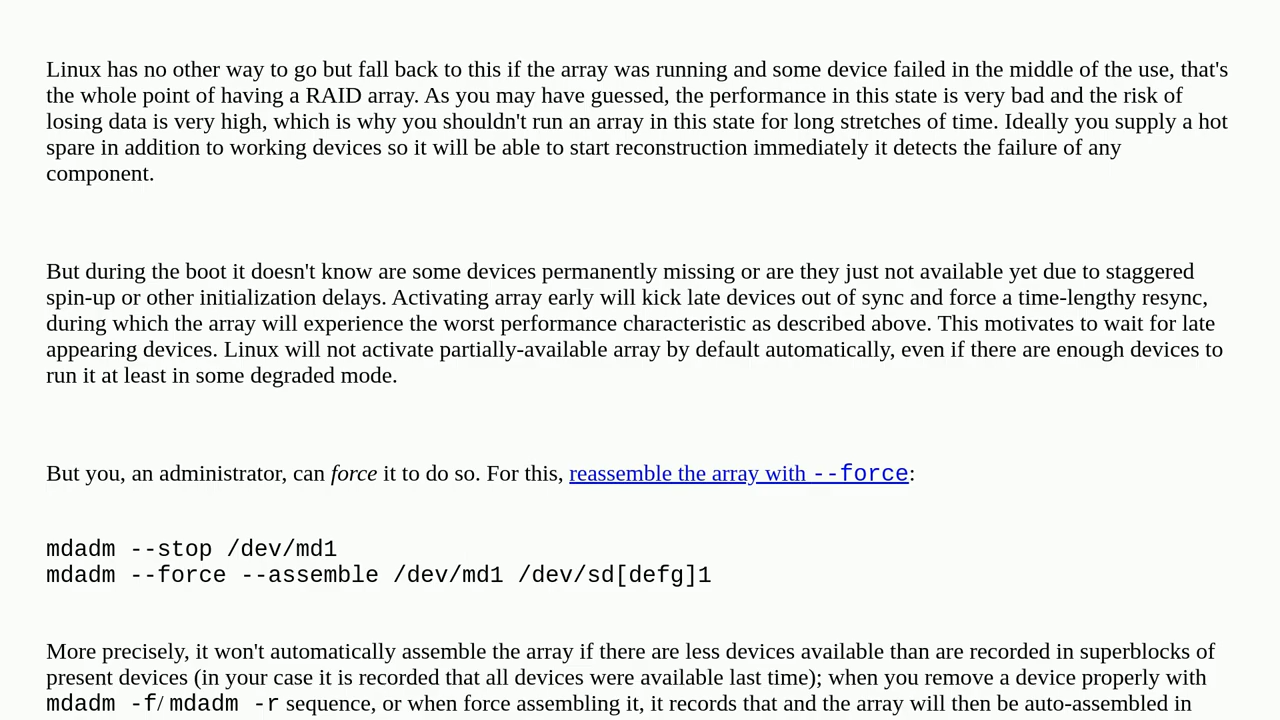 Linux has no other way to go but fall back to this if the array was running and some device failed in the middle of the use, that's
the whole point of having a RAID array. As you may have guessed, the performance in this state is very bad and the risk of
losing data is very high, which is why you shouldn't run an array in this state for long stretches of time. Ideally you supply a hot
spare in addition to working devices so it will be able to start reconstruction immediately it detects the failure of any
component.
But during the boot it doesn't know are some devices permanently missing or are they just not available yet due to staggered
spin-up or other initialization delays. Activating array early will kick late devices out of sync and force a time-lengthy resync,
during which the array will experience the worst performance characteristic as described above. This motivates to wait for late
appearing devices. Linux will not activate partially-available array by default automatically, even if there are enough devices to
run it at least in some degraded mode.
But you, an administrator, can force it to do so. For this, reassemble the array with --force:
mdadm --stop /dev/md1
mdadm --force --assemble /dev/md1 /dev/sd[defg]1
More precisely, it won't automatically assemble the array if there are less devices available than are recorded in superblocks of
present devices (in your case it is recorded that all devices were available last time); when you remove a device properly with
mdadm -f/ mdadm -r sequence, or when force assembling it, it records that and the array will then be auto-assembled in